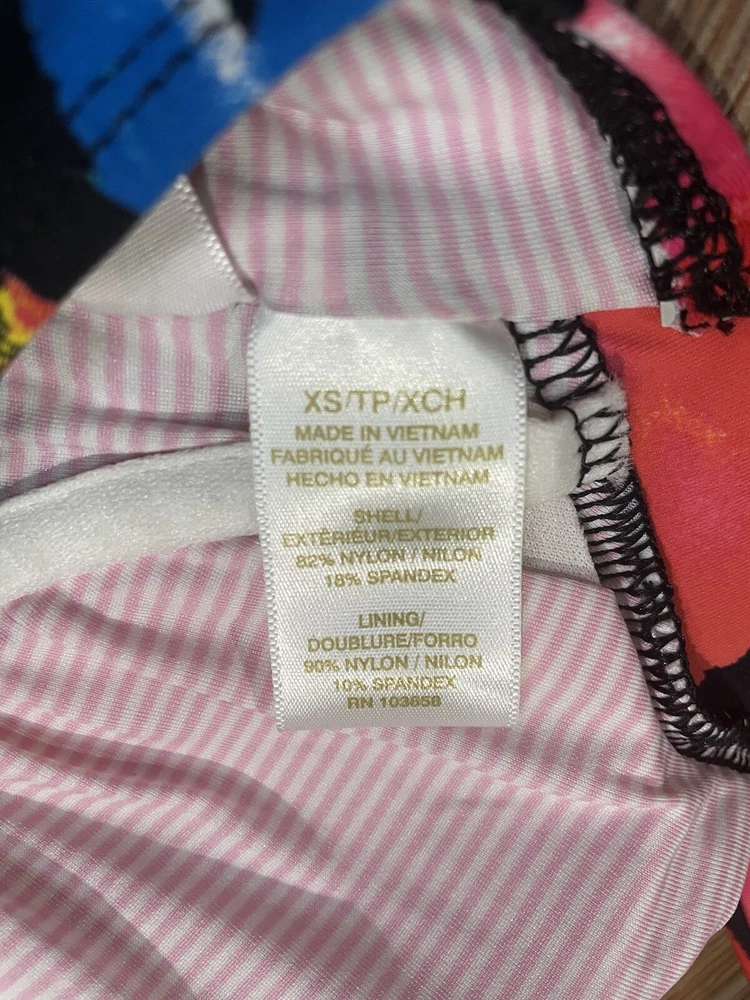 XS/TP/XCH
MADE IN VIETNAM
FABRIQUÉ AU VIETNAM
HECHO EN VIETNAM
SHELL/
EXTÉRIEUR/EXTERIOR
82% NYLON / NILON
18% SPANDEX
LINING/
DOUBLURE/FORRO
90% NYLON / NILON
10% SPANDEX
RN 103658